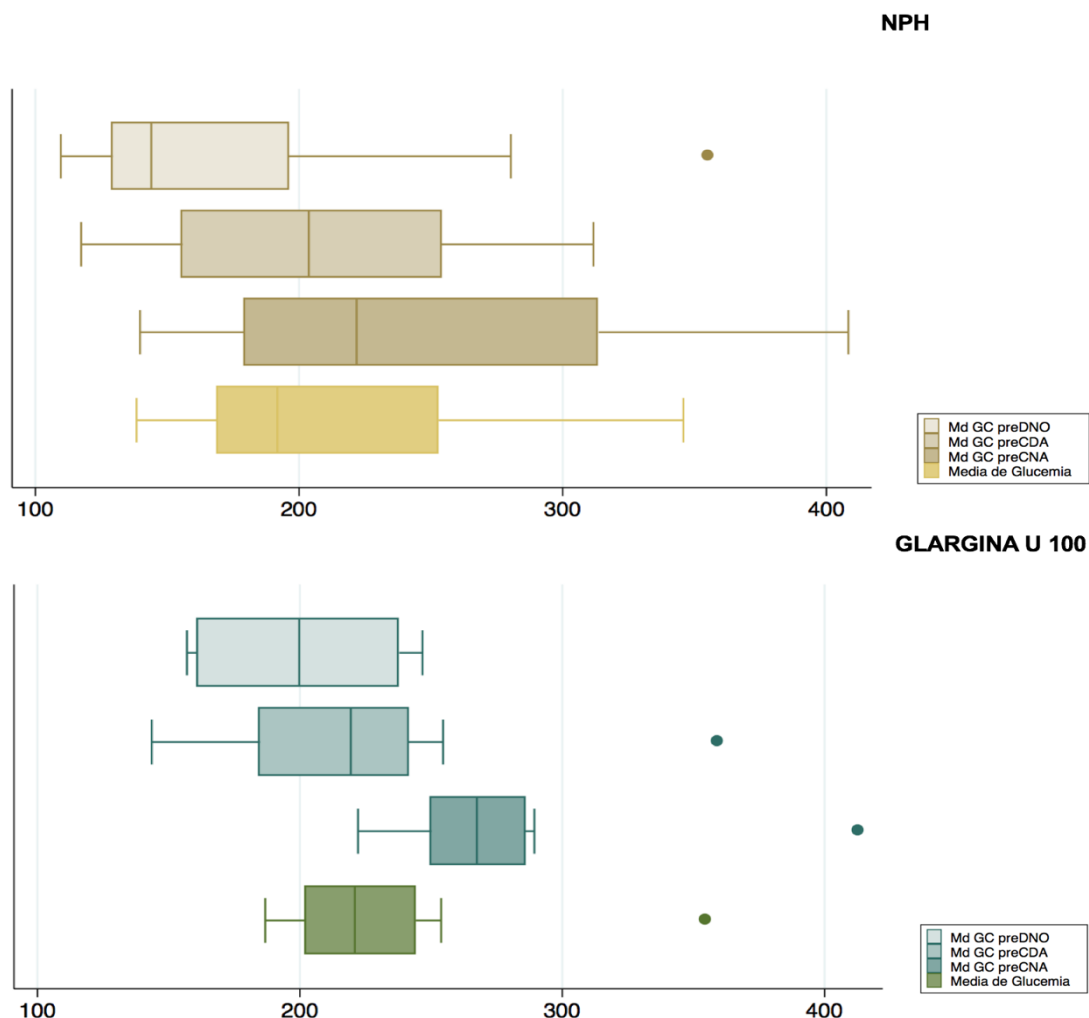 NPH
Md GC preDNO
Md GC preCDA
Md GC preCNA
Media de Glucemia
100 200 300 400
GLARGINA U 100
Md GC preDNO
Md GC preCDA
Md GC preCNA
Media de Glucemia
100 200 300 400